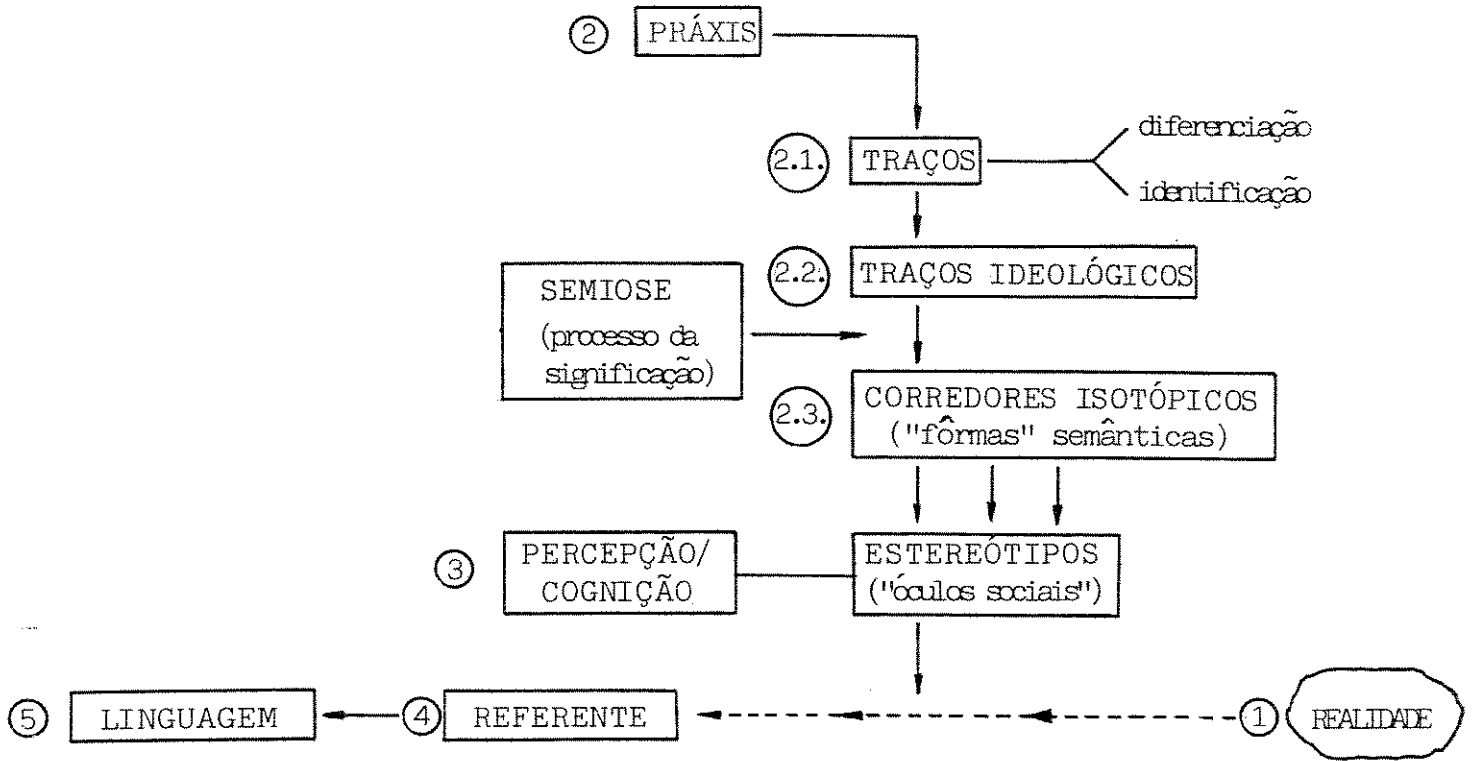 2 PRÁXIS
diferenciação
2.1. TRAÇOS
identificação
2.2. TRAÇOS IDEOLÓGICOS
SEMIOSE
(processo da
significação)
2.3. CORREDORES ISOTÓPICOS
("fôrmas" semânticas)
3 PERCEPÇÃO/
COGNIÇÃO
ESTEREÓTIPOS
("óculos sociais")
5 LINGUAGEM 4 REFERENTE 1 REALIDADE